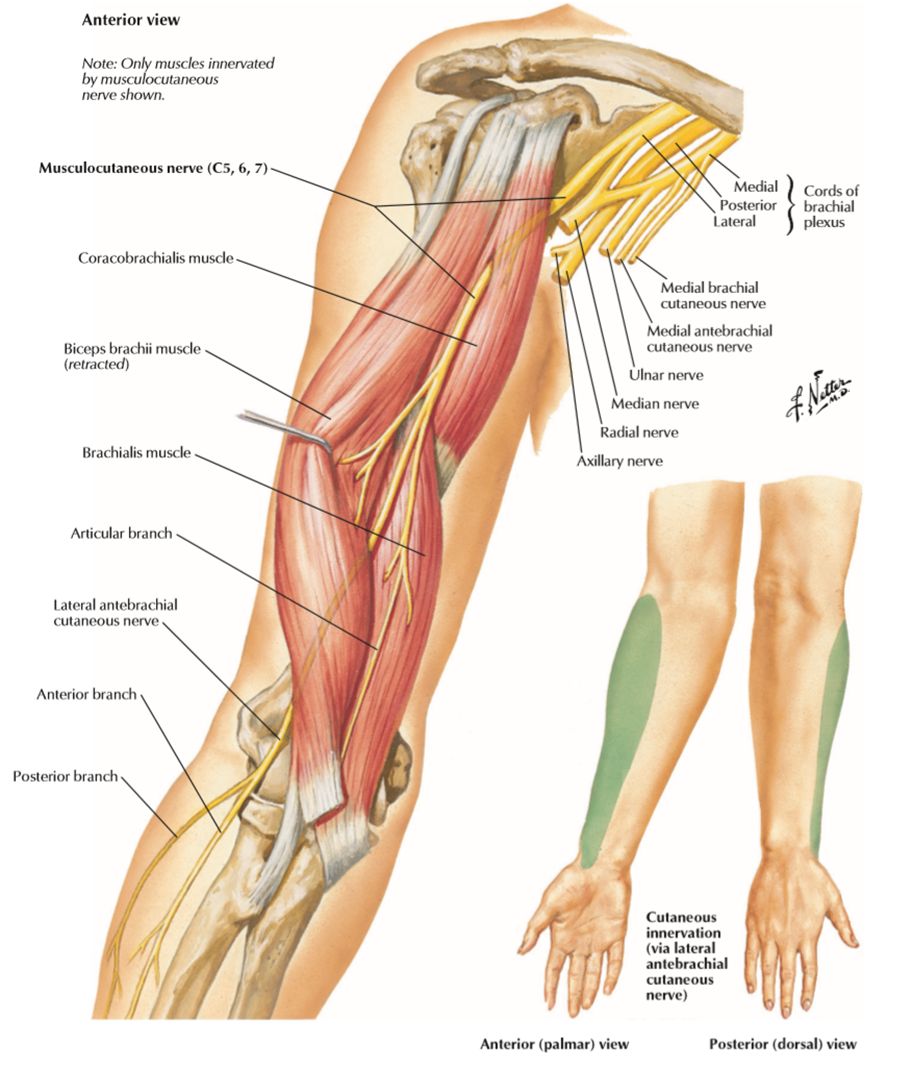 Anterior view
Note: Only muscles innervated
by musculocutaneous
nerve shown.
Musculocutaneous nerve (C5, 6, 7)
Coracobrachialis muscle
Biceps brachii muscle
(retracted)
Brachialis muscle
Articular branch
Lateral antebrachial
cutaneous nerve
Anterior branch
Posterior branch
Medial
Posterior
Lateral
Cords of
brachial
plexus
Medial brachial
cutaneous nerve
Medial antebrachial
cutaneous nerve
Ulnar nerve
Median nerve
Radial nerve
Axillary nerve
F. Netter
M.D.
Cutaneous
innervation
(via lateral
antebrachial
cutaneous
nerve)
Anterior (palmar) view
Posterior (dorsal) view